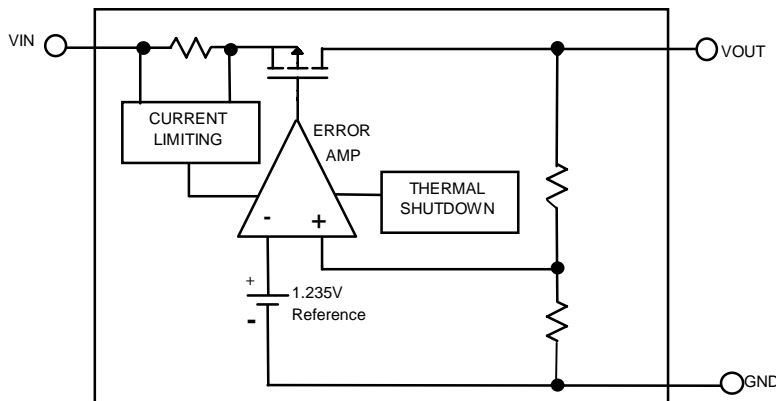 VIN
VOUT
CURRENT
LIMITING
ERROR
AMP
THERMAL
SHUTDOWN
- +
+
1.235V
-
Reference
GND